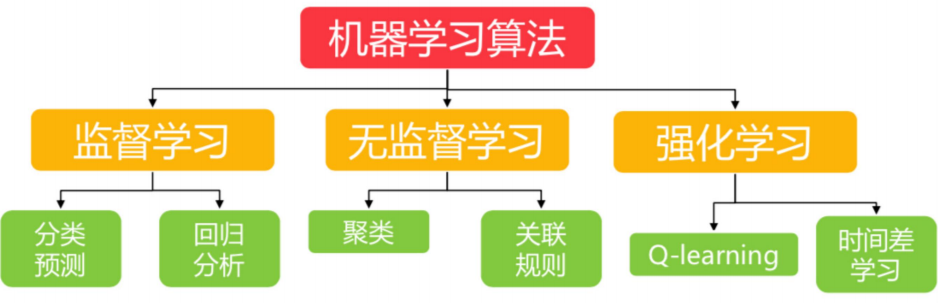 机器学习算法
监督学习
无监督学习
强化学习
分类
预测
回归
分析
聚类
关联
规则
Q-learning
时间差
学习